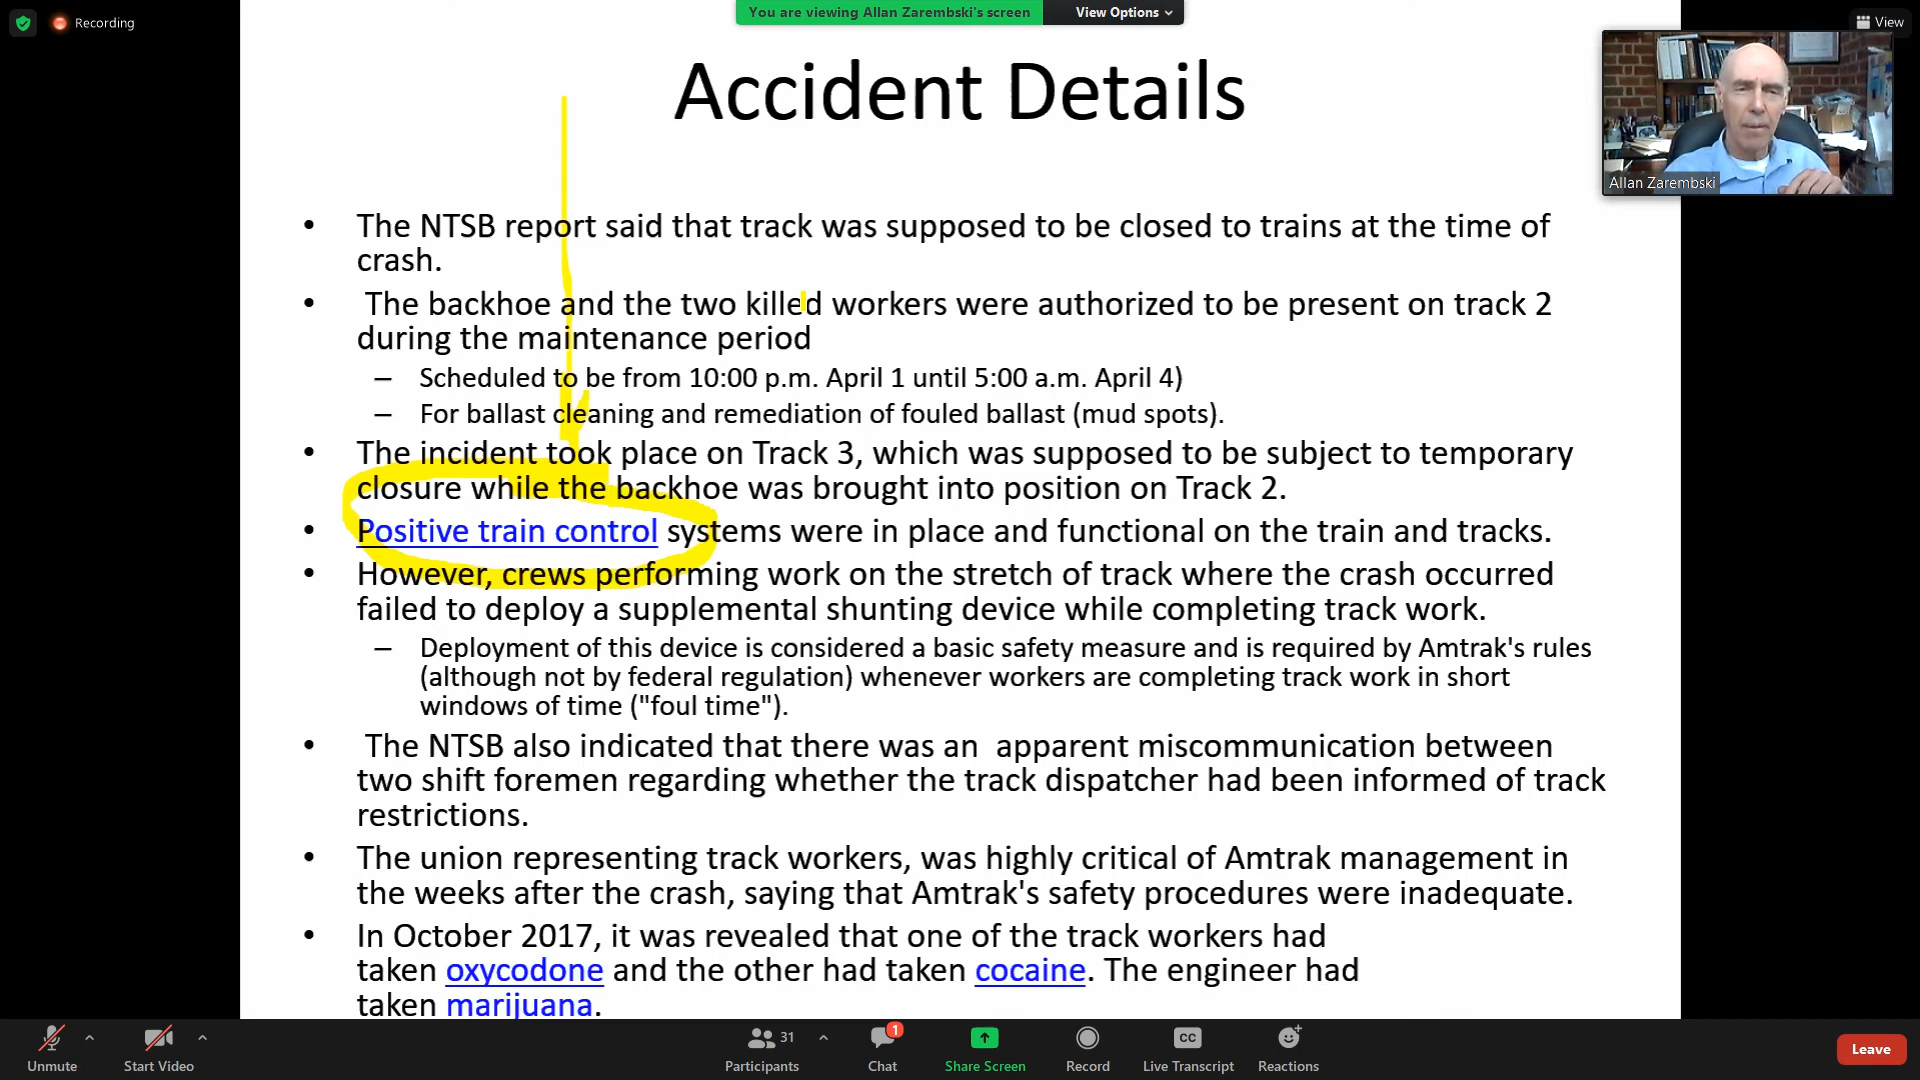 Recording
You are viewing Allan Zarembski's screen
View Options
View
Allan Zarembski
Accident Details
• The NTSB report said that track was supposed to be closed to trains at the time of
crash.
• The backhoe and the two killed workers were authorized to be present on track 2
during the maintenance period
– Scheduled to be from 10:00 p.m. April 1 until 5:00 a.m. April 4)
– For ballast cleaning and remediation of fouled ballast (mud spots).
• The incident took place on Track 3, which was supposed to be subject to temporary
closure while the backhoe was brought into position on Track 2.
• Positive train control systems were in place and functional on the train and tracks.
• However, crews performing work on the stretch of track where the crash occurred
failed to deploy a supplemental shunting device while completing track work.
– Deployment of this device is considered a basic safety measure and is required by Amtrak's rules
(although not by federal regulation) whenever workers are completing track work in short
windows of time ("foul time").
• The NTSB also indicated that there was an apparent miscommunication between
two shift foremen regarding whether the track dispatcher had been informed of track
restrictions.
• The union representing track workers, was highly critical of Amtrak management in
the weeks after the crash, saying that Amtrak's safety procedures were inadequate.
• In October 2017, it was revealed that one of the track workers had
taken oxycodone and the other had taken cocaine. The engineer had
taken marijuana.
Unmute
Start Video
31
Participants
1
Chat
Share Screen
Record
CC
Live Transcript
Reactions
Leave